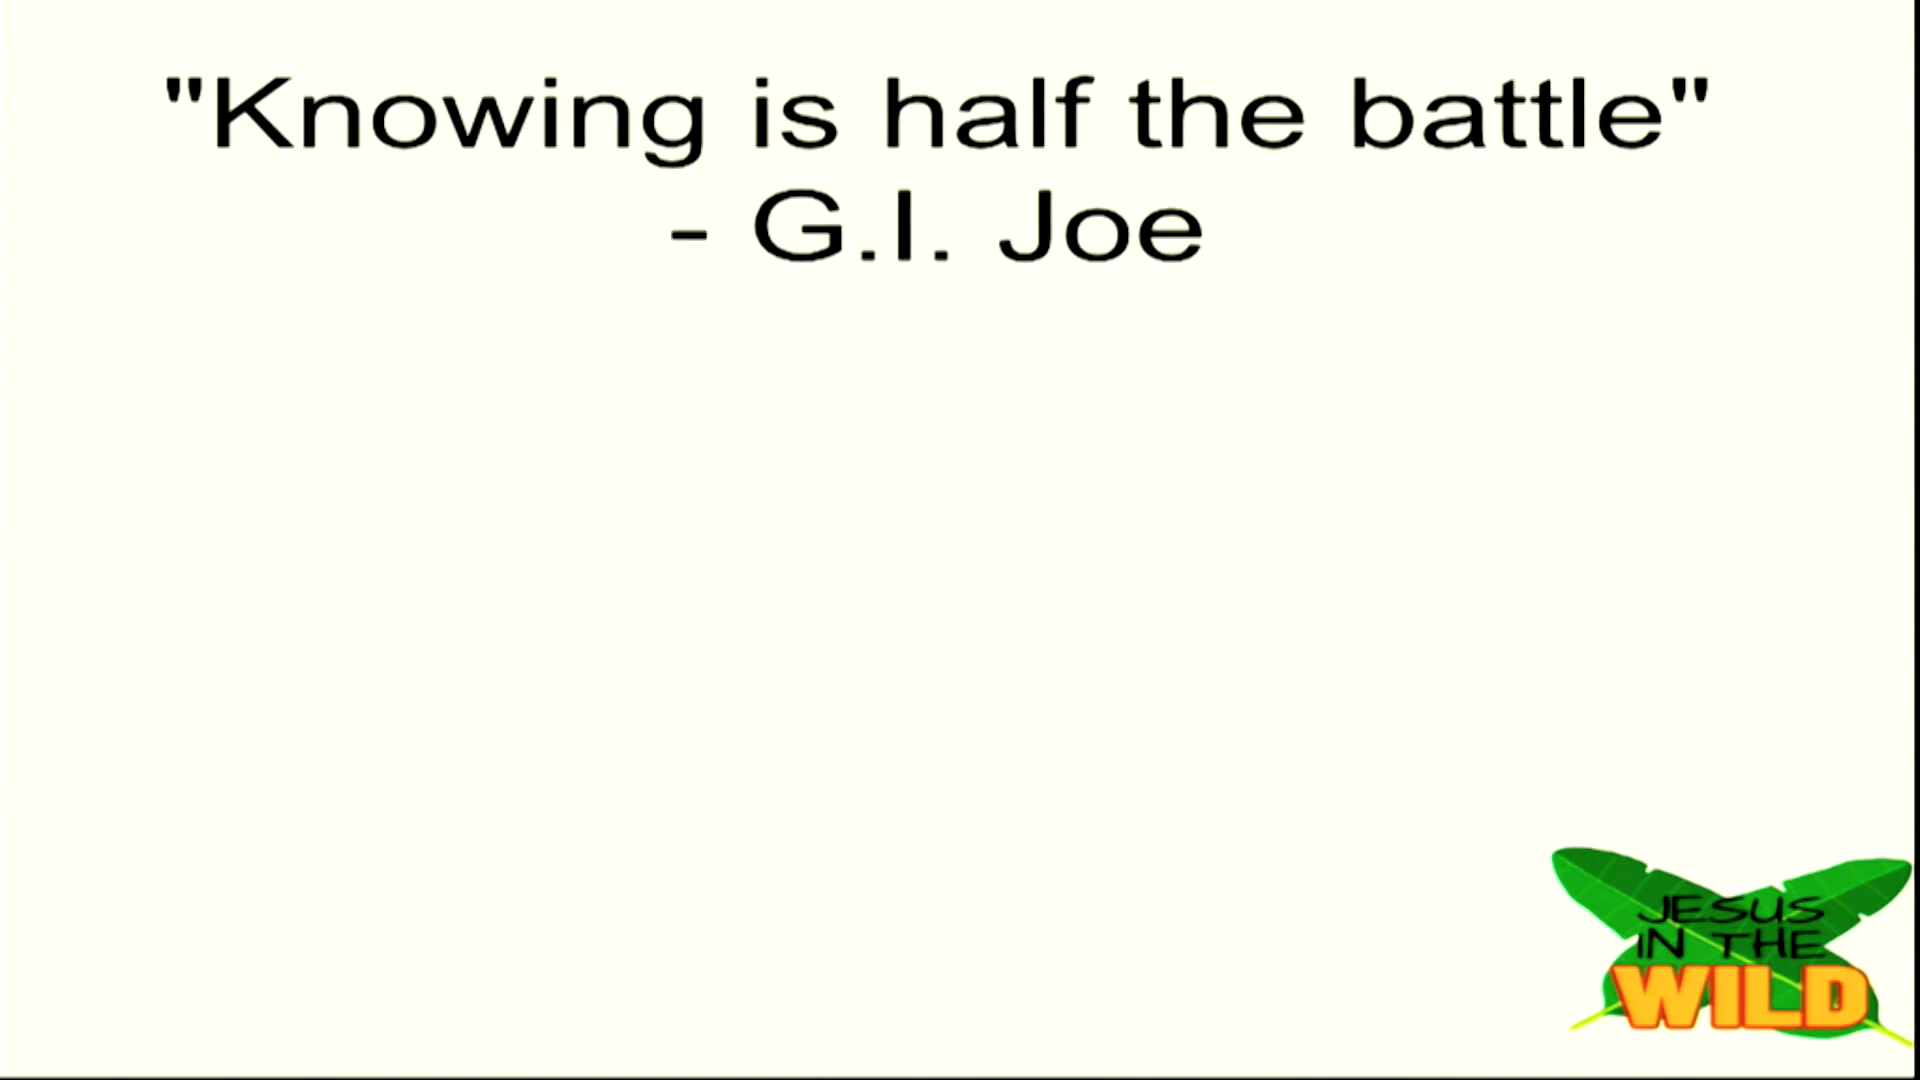 "Knowing is half the battle"
- G.I. Joe
JESUS
IN THE
WILD